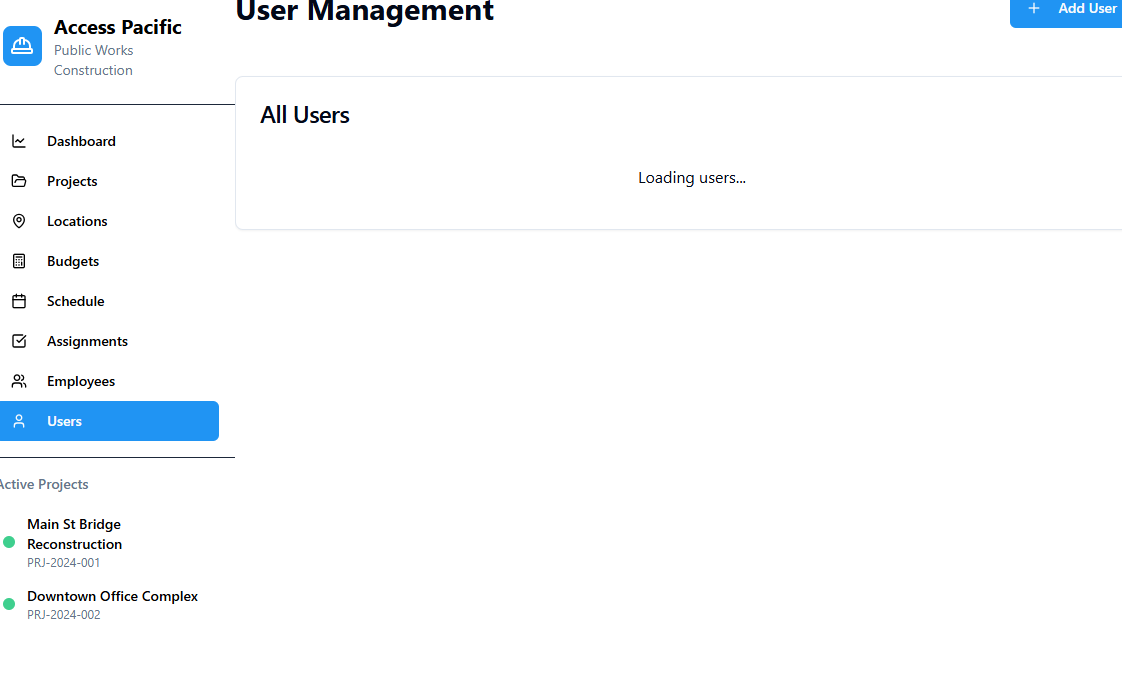 Access Pacific
Public Works
Construction
Dashboard
Projects
Locations
Budgets
Schedule
Assignments
Employees
Users
Active Projects
Main St Bridge
Reconstruction
PRJ-2024-001
Downtown Office Complex
PRJ-2024-002
User Management
Add User
All Users
Loading users...